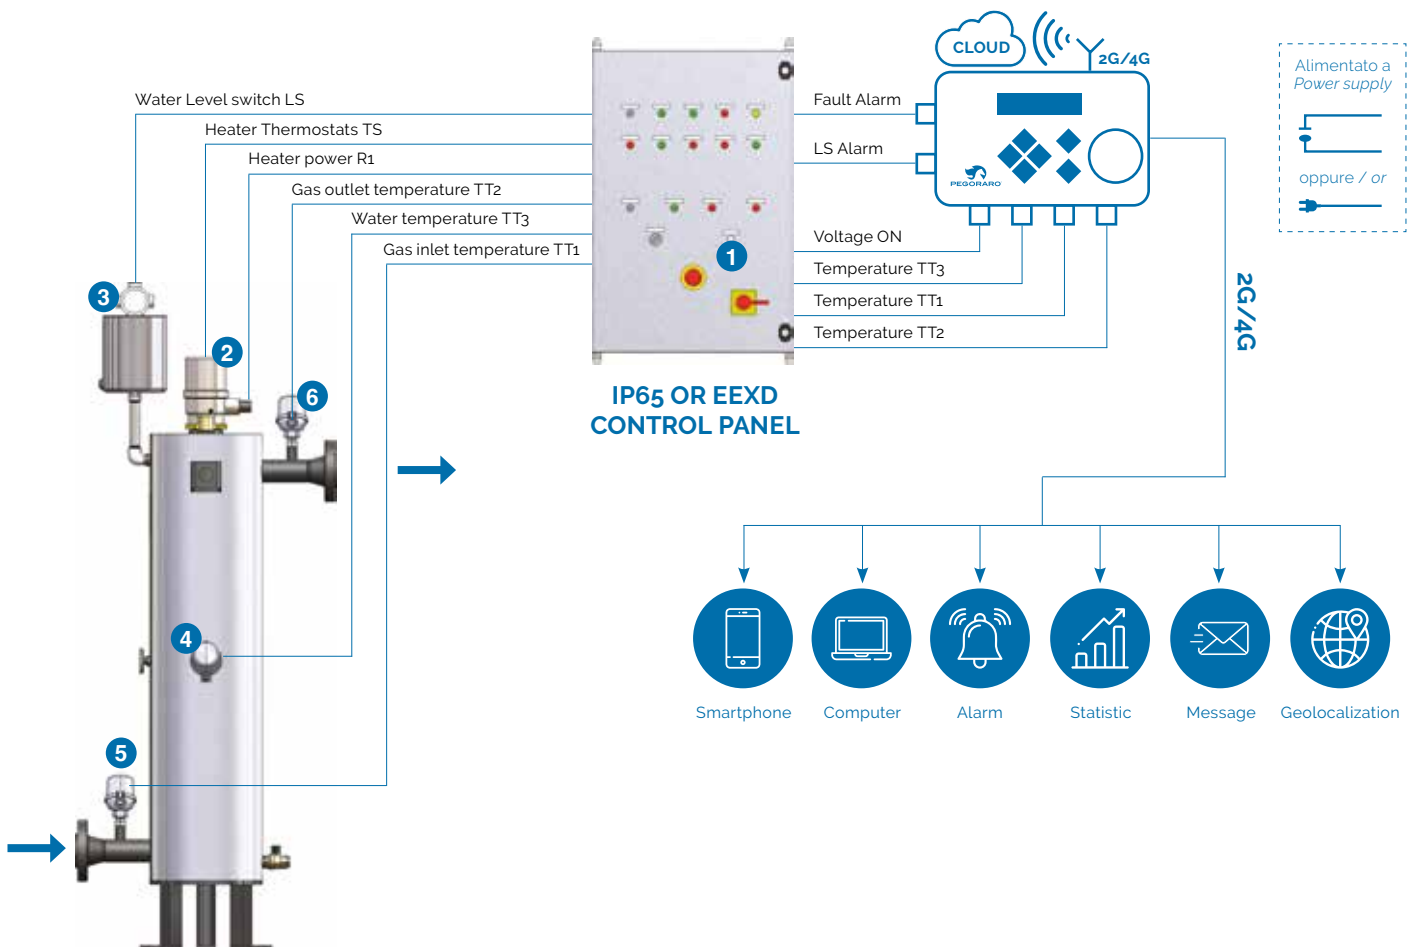 CLOUD
2G/4G
Alimentato a
Power supply
oppure / or
Water Level switch LS
Heater Thermostats TS
Heater power R1
Gas outlet temperature TT2
Water temperature TT3
Gas inlet temperature TT1
Fault Alarm
LS Alarm
PEGORARO
Voltage ON
Temperature TT3
Temperature TT1
Temperature TT2
1
2
3
4
5
6
IP65 OR EEXD
CONTROL PANEL
2G/4G
Smartphone
Computer
Alarm
Statistic
Message
Geolocalization